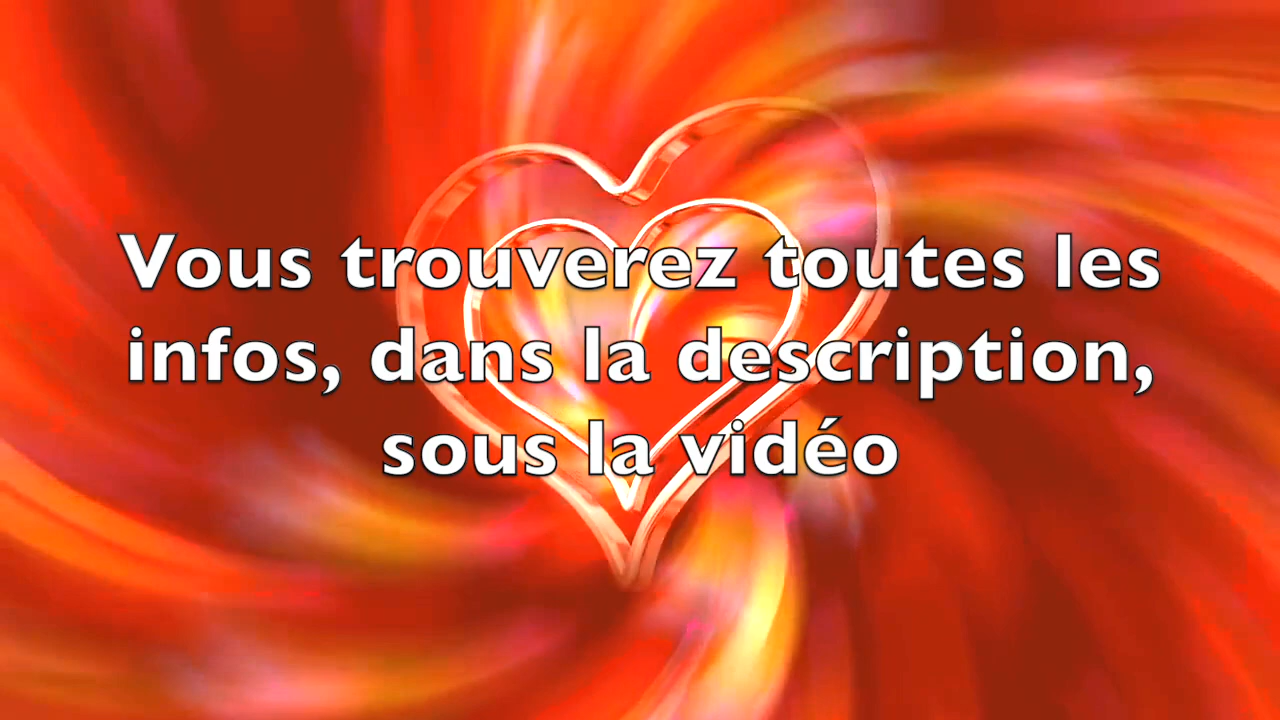 Vous trouverez toutes les
infos, dans la description,
sous la vidéo